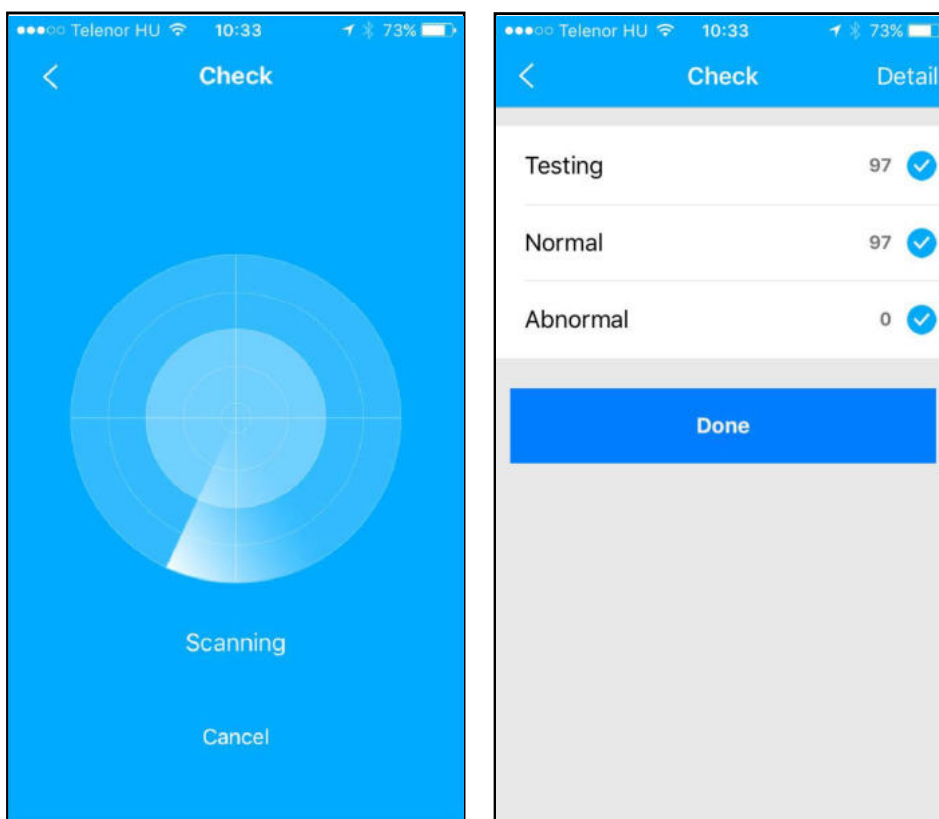 Telenor HU 10:33 73%
Check
Scanning
Cancel
Telenor HU 10:33 73%
Check Detail
Testing 97
Normal 97
Abnormal 0
Done